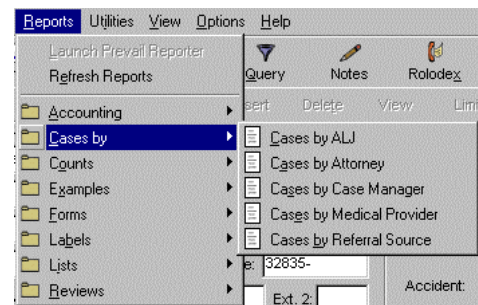 Reports Utilities View Options Help
Launch Prevail Reporter
Refresh Reports
Query Notes Rolodex
Delete View
Accounting
Cases by
Counts
Examples
Forms
Labels
Lists
Reviews
Cases by ALJ
Cases by Attorney
Cases by Case Manager
Cases by Medical Provider
Cases by Referral Source
32835-
Ext. 2:
Accident: